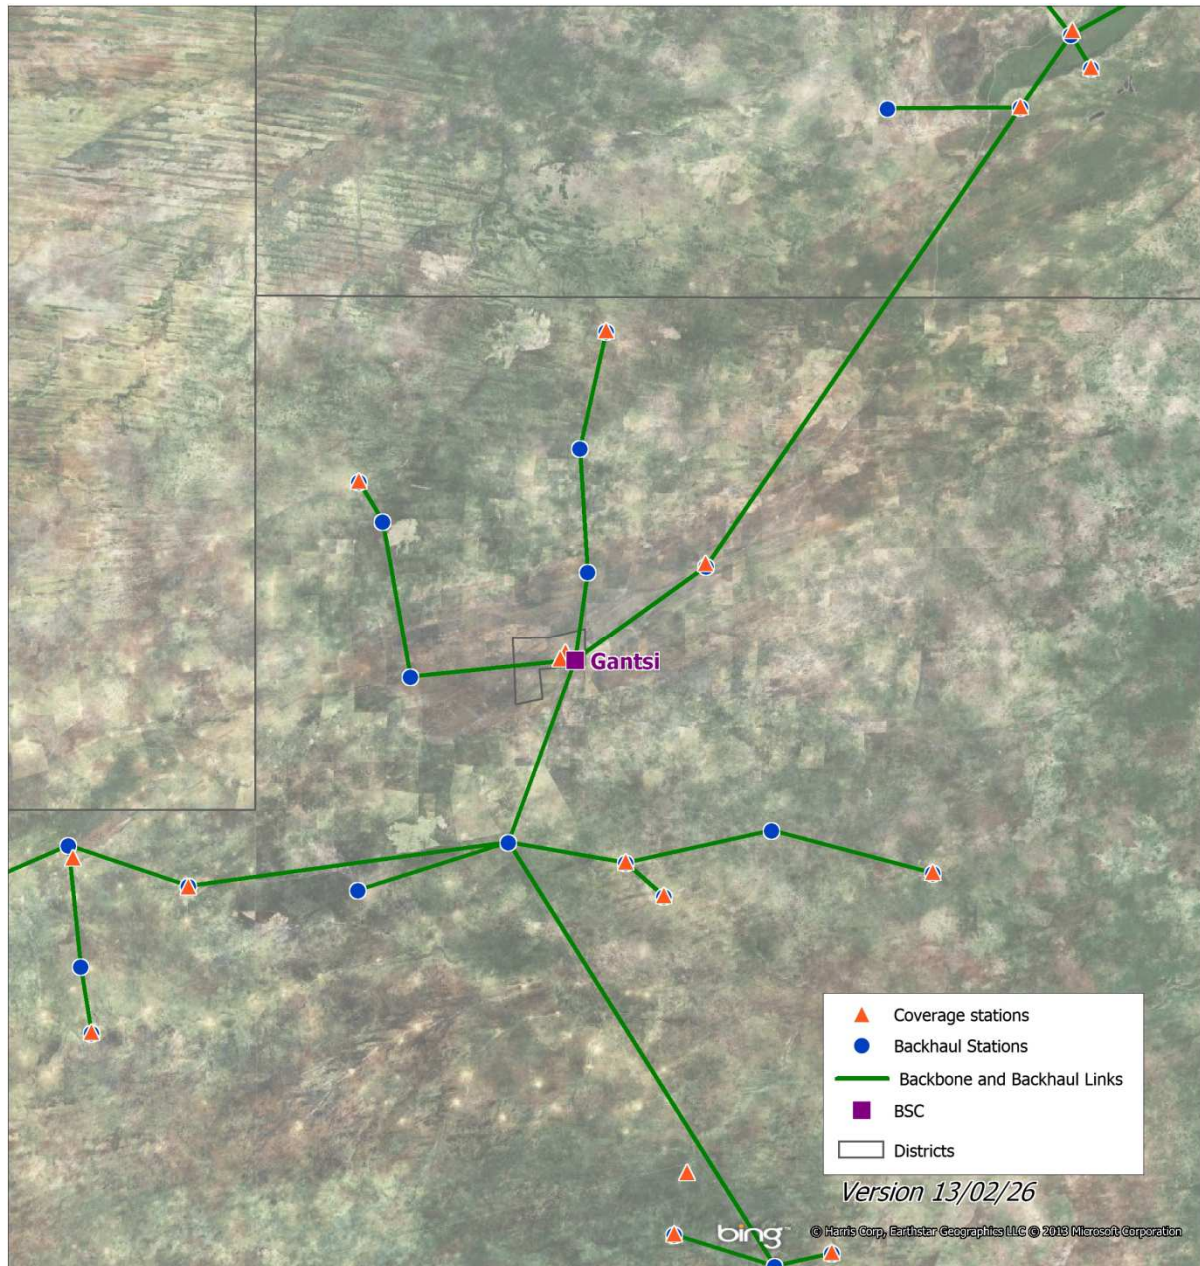 Gantsi
Coverage stations
Backhaul Stations
Backbone and Backhaul Links
BSC
Districts
Version 13/02/26
bing™
© Harris Corp, Earthstar Geographics LLC © 2013 Microsoft Corporation